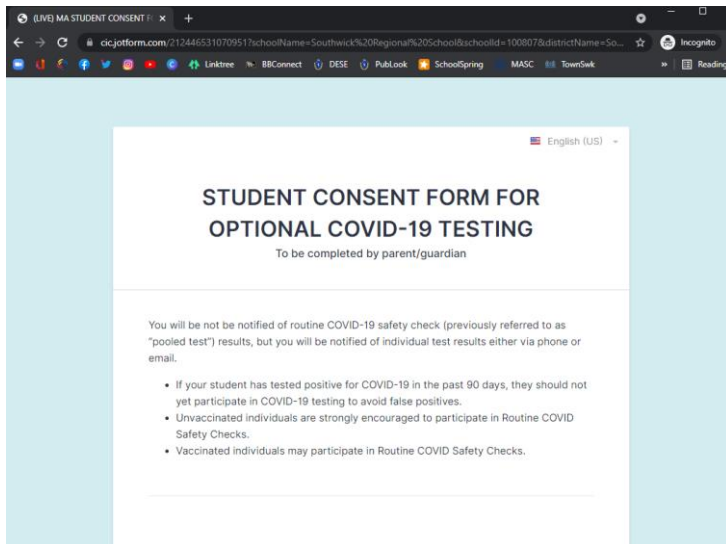 (LIVE) MA STUDENT CONSENT F
cic.jotform.com/212446531070951?schoolName=Southwick%20Regional%20School&schoolId=100807&districtName=So...
Incognito
Linktree BBConnect DESE PubLook SchoolSpring MASC TownSwk » Reading
English (US)
STUDENT CONSENT FORM FOR
OPTIONAL COVID-19 TESTING
To be completed by parent/guardian
You will be not be notified of routine COVID-19 safety check (previously referred to as
"pooled test") results, but you will be notified of individual test results either via phone or
email.
• If your student has tested positive for COVID-19 in the past 90 days, they should not
yet participate in COVID-19 testing to avoid false positives.
• Unvaccinated individuals are strongly encouraged to participate in Routine COVID
Safety Checks.
• Vaccinated individuals may participate in Routine COVID Safety Checks.